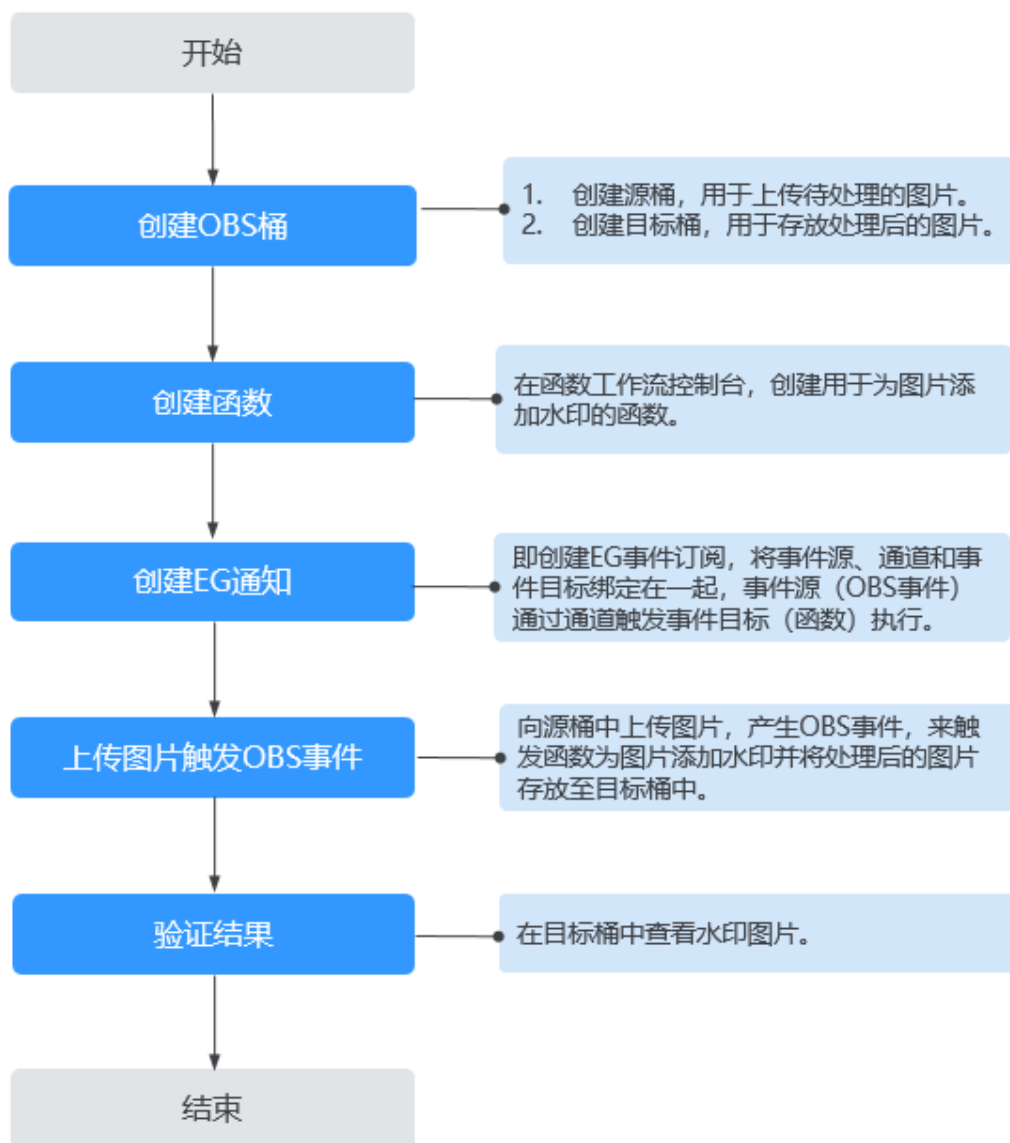 开始
创建OBS桶
1. 创建源桶，用于上传待处理的图片。
2. 创建目标桶，用于存放处理后的图片。
创建函数
在函数工作流控制台，创建用于为图片添
加水印的函数。
创建EG通知
即创建EG事件订阅，将事件源、通道和事
件目标绑定在一起，事件源（OBS事件）
通过通道触发事件目标（函数）执行。
上传图片触发OBS事件
向源桶中上传图片，产生OBS事件，来触
发函数为图片添加水印并将处理后的图片
存放至目标桶中。
验证结果
在目标桶中查看水印图片。
结束